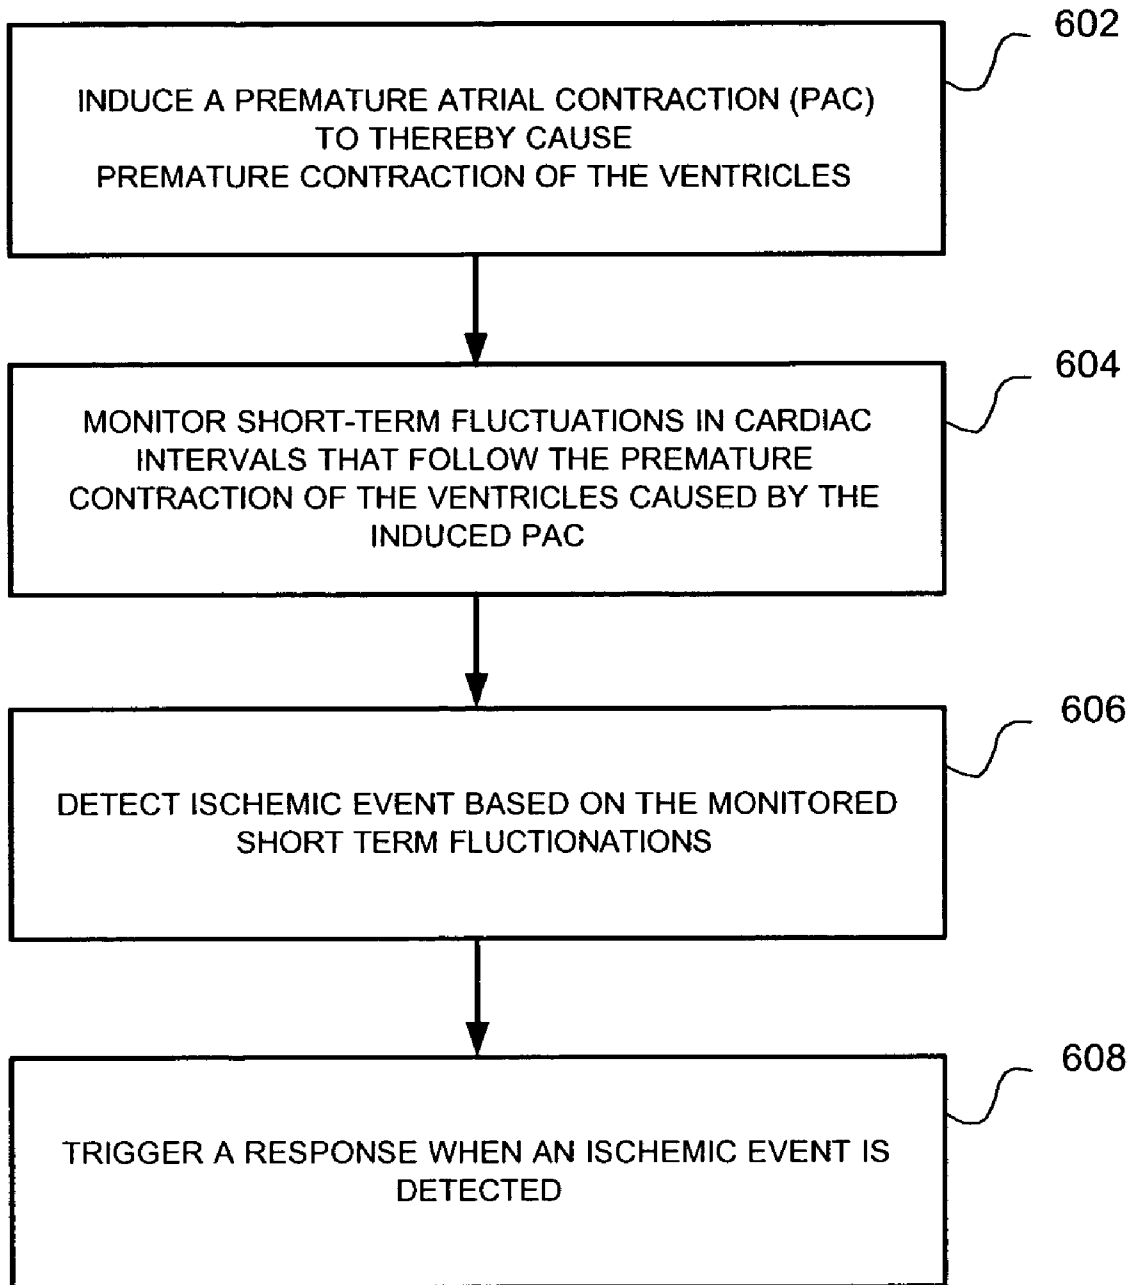 602
INDUCE A PREMATURE ATRIAL CONTRACTION (PAC)
TO THEREBY CAUSE
PREMATURE CONTRACTION OF THE VENTRICLES
604
MONITOR SHORT-TERM FLUCTUATIONS IN CARDIAC
INTERVALS THAT FOLLOW THE PREMATURE
CONTRACTION OF THE VENTRICLES CAUSED BY THE
INDUCED PAC
606
DETECT ISCHEMIC EVENT BASED ON THE MONITORED
SHORT TERM FLUCTIONATIONS
608
TRIGGER A RESPONSE WHEN AN ISCHEMIC EVENT IS
DETECTED